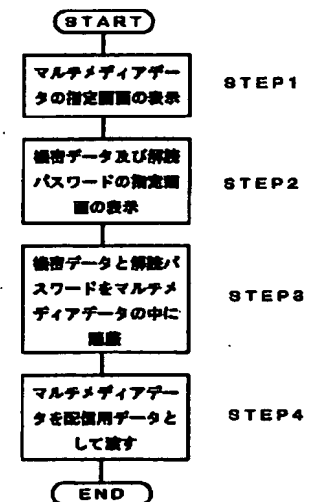 START
マルチメディアデー
タの指定画面の表示
STEP1
機密データ及び解読
パスワードの指定画
面の表示
STEP2
機密データと解読パ
スワードをマルチメ
ディアデータの中に
隠蔽
STEP3
マルチメディアデー
タを配信用データと
して渡す
STEP4
END